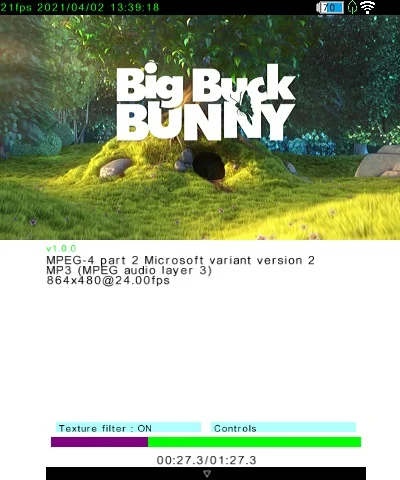 21fps 2021/04/02 13:39:18
70
Big Buck
BUNNY
v1.0.0
MPEG-4 part 2 Microsoft variant version 2
MP3 (MPEG audio layer 3)
864x480@24.00fps
Texture filter : ON
Controls
00:27.3/01:27.3